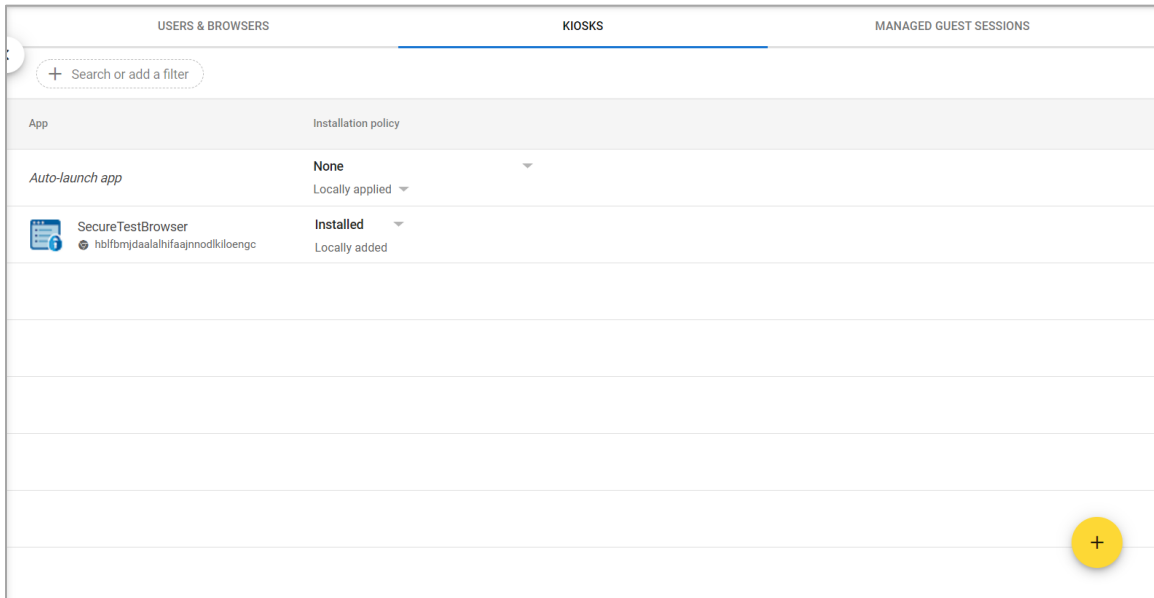 USERS & BROWSERS
KIOSKS
MANAGED GUEST SESSIONS
Search or add a filter
App
Installation policy
Auto-launch app
None
Locally applied
SecureTestBrowser
hblfbmjdaalalhifaajnnodlkiloengc
Installed
Locally added